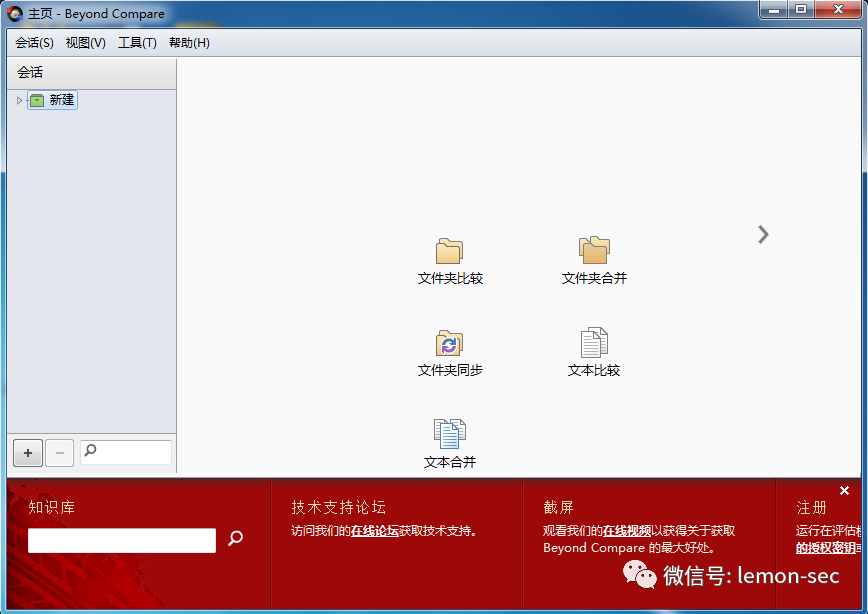 主页 - Beyond Compare
会话(S) 视图(V) 工具(T) 帮助(H)
会话
新建
文件夹比较
文件夹合并
文件夹同步
文本比较
文本合并
知识库
技术支持论坛
访问我们的在线论坛获取技术支持。
截屏
观看我们的在线视频以获得关于获取
Beyond Compare 的最大好处。
注册
运行在评估
的授权密钥
微信号: lemon-sec